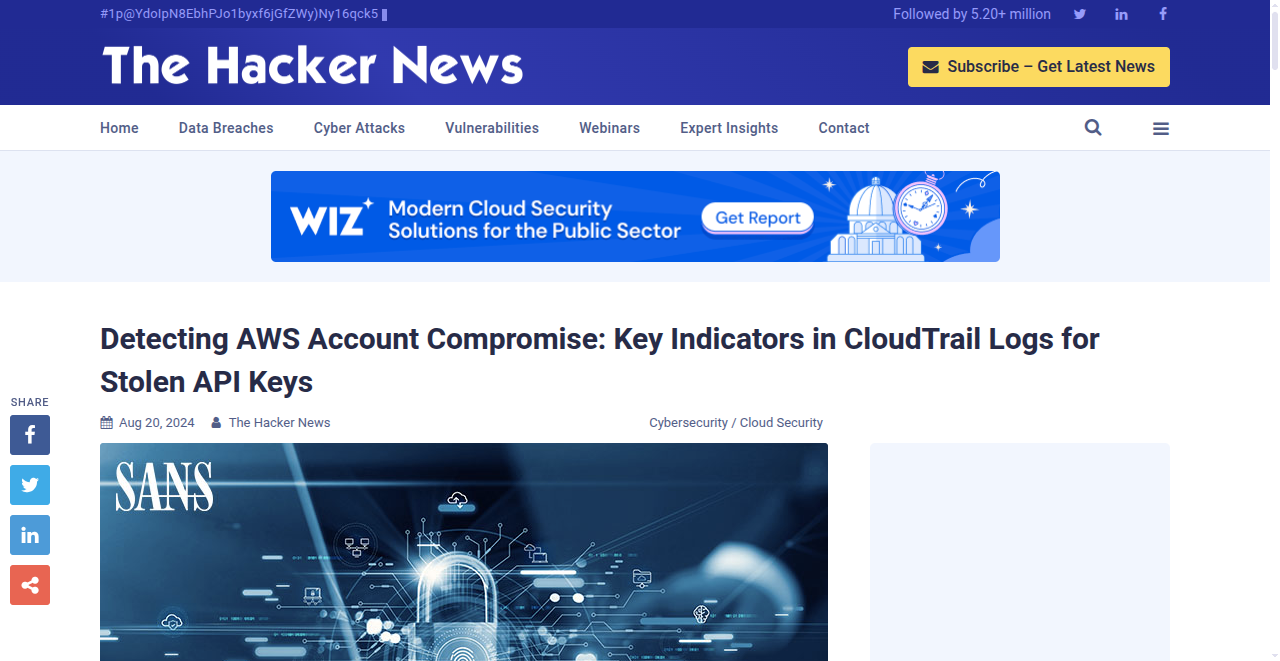 #1p@YdoIpN8EbhPJo1byxf6jGfZWy)Ny16qck5
Followed by 5.20+ million
The Hacker News
Subscribe – Get Latest News
Home Data Breaches Cyber Attacks Vulnerabilities Webinars Expert Insights Contact
WIZ Modern Cloud Security
Solutions for the Public Sector
Get Report
Detecting AWS Account Compromise: Key Indicators in CloudTrail Logs for
Stolen API Keys
SHARE
Aug 20, 2024 The Hacker News Cybersecurity / Cloud Security
SANS